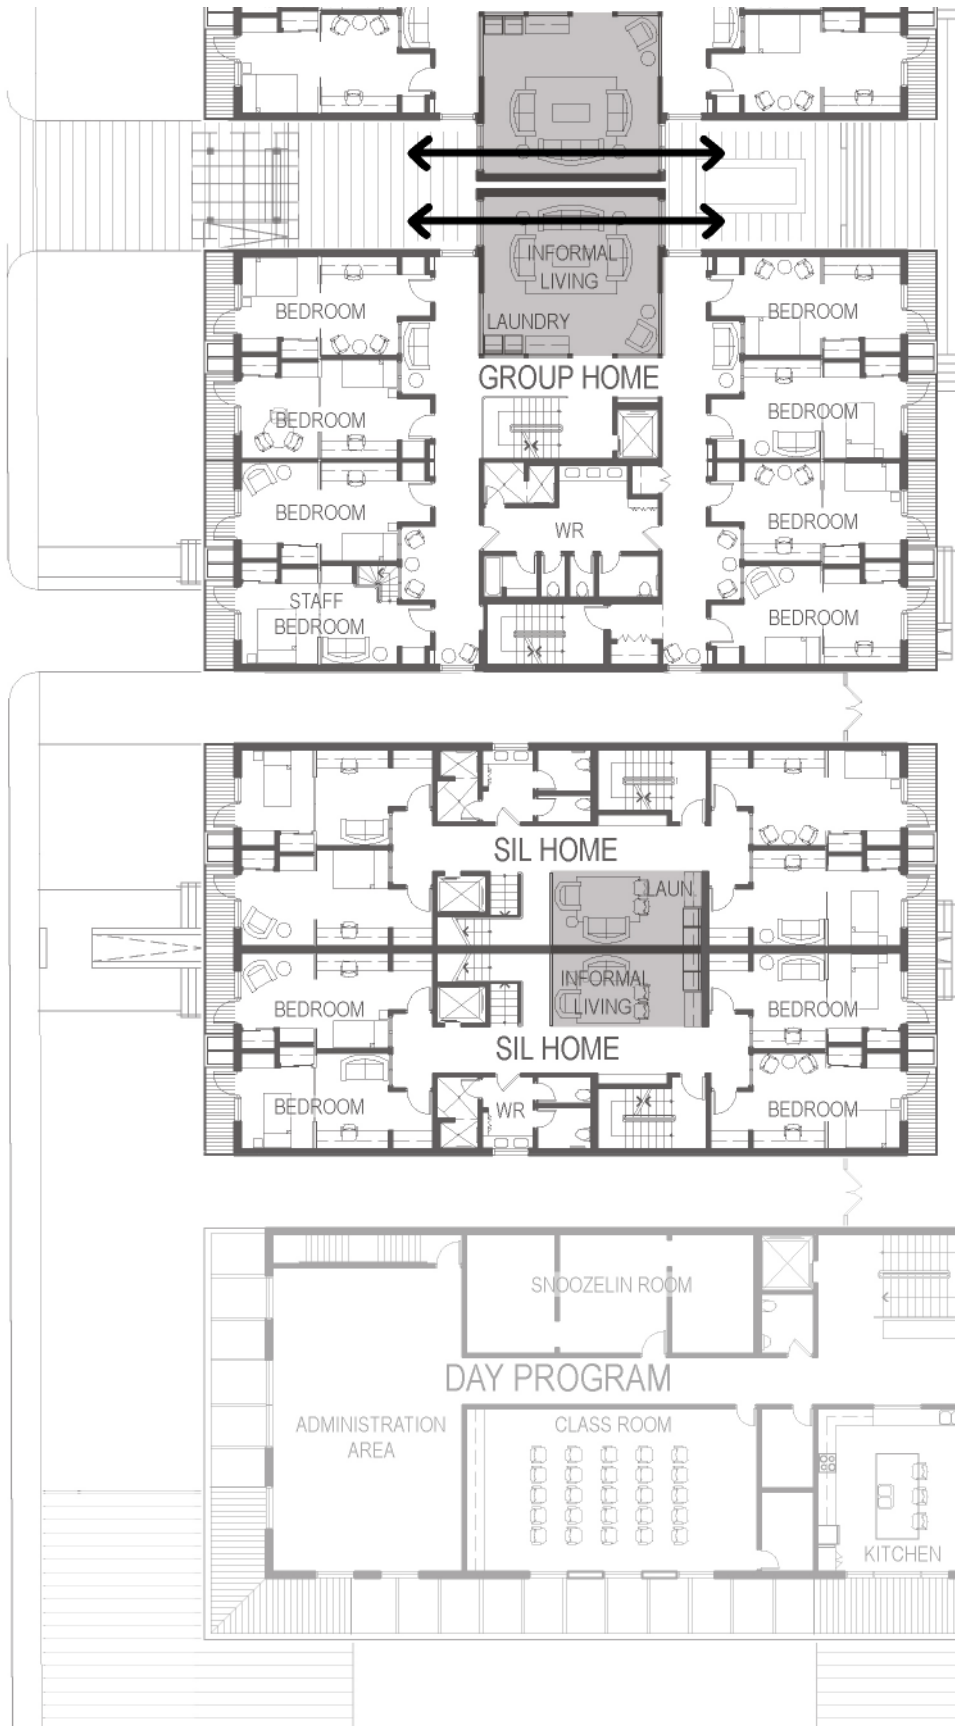 INFORMAL
LIVING
LAUNDRY
BEDROOM
BEDROOM
GROUP HOME
BEDROOM
BEDROOM
BEDROOM
BEDROOM
WR
STAFF
BEDROOM
BEDROOM
SIL HOME
LAUN.
INFORMAL
LIVING
BEDROOM
BEDROOM
SIL HOME
BEDROOM
WR
BEDROOM
SNOOZELIN ROOM
DAY PROGRAM
ADMINISTRATION
AREA
CLASS ROOM
KITCHEN